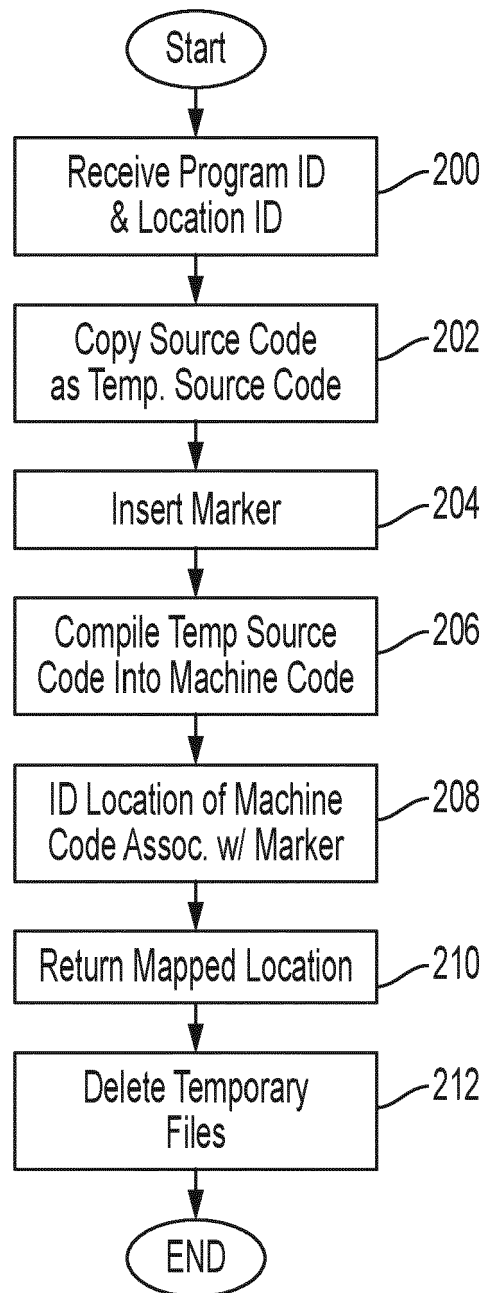 Start
Receive Program ID
& Location ID
200
Copy Source Code
as Temp. Source Code
202
Insert Marker
204
Compile Temp Source
Code Into Machine Code
206
ID Location of Machine
Code Assoc. w/ Marker
208
Return Mapped Location
210
Delete Temporary
Files
212
END